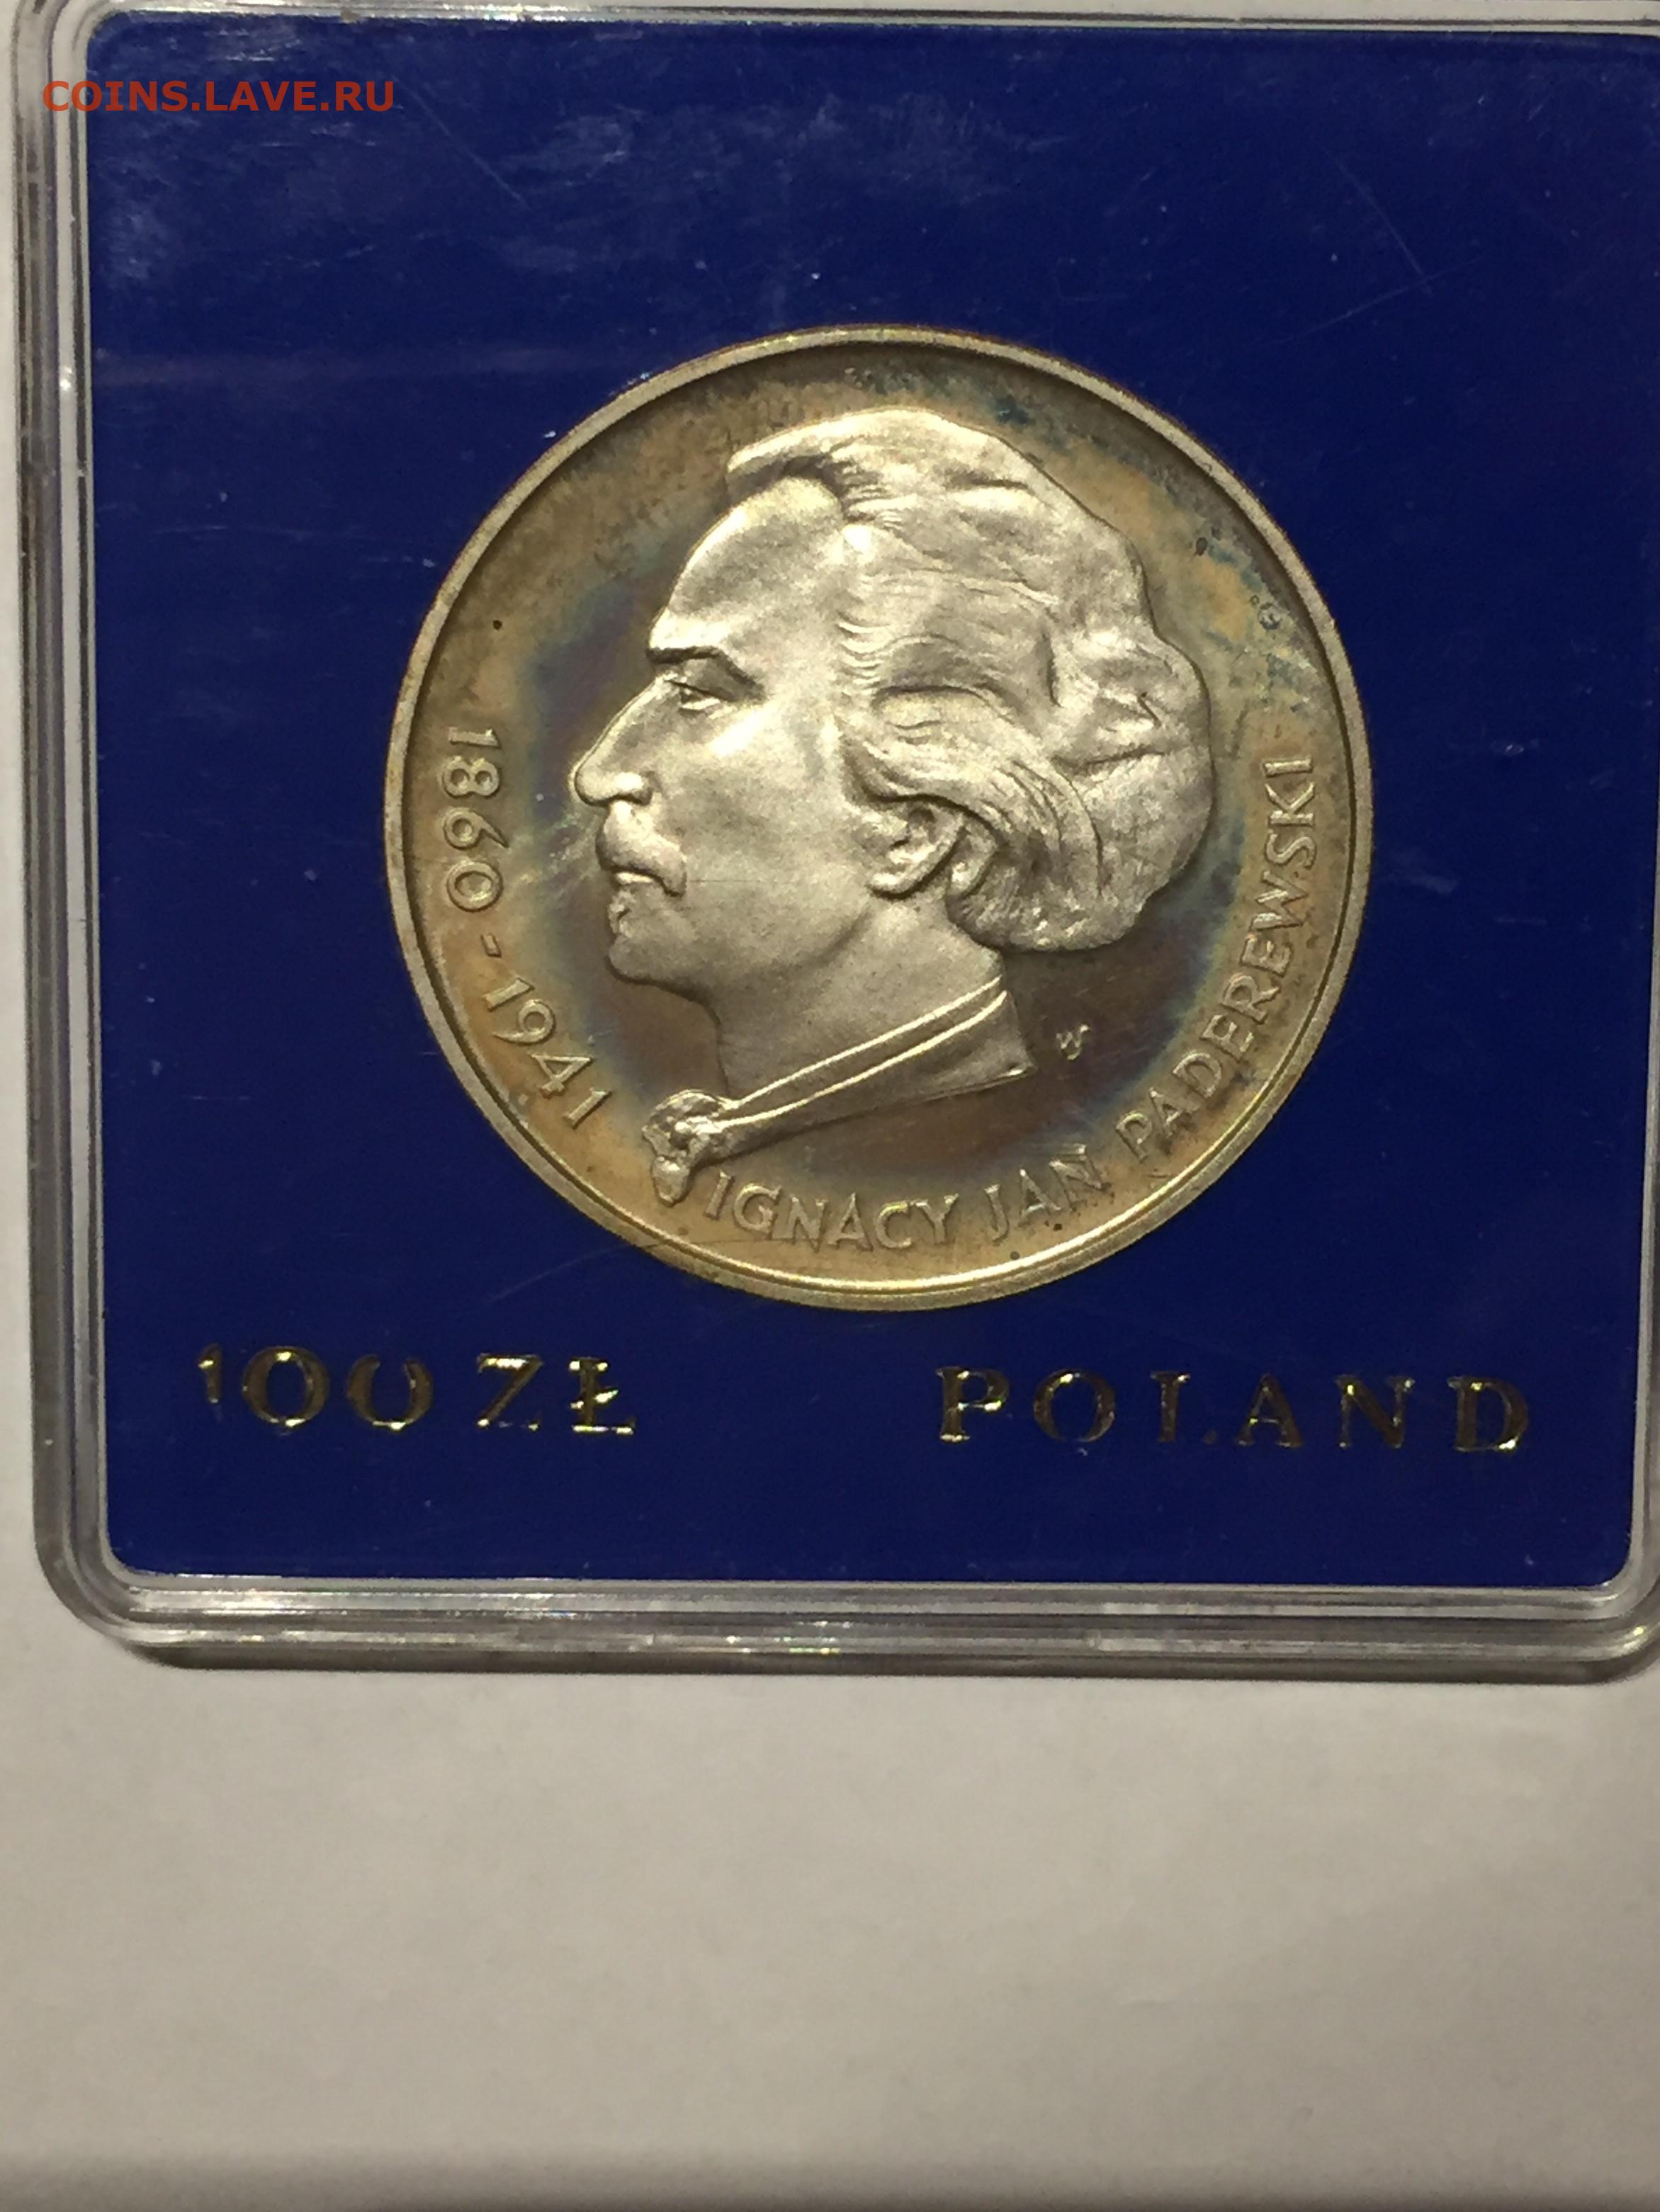 COINS.LAVE.RU
1860-1941
IGNACY JAN PADEREWSKI
100 ZŁ POLAND